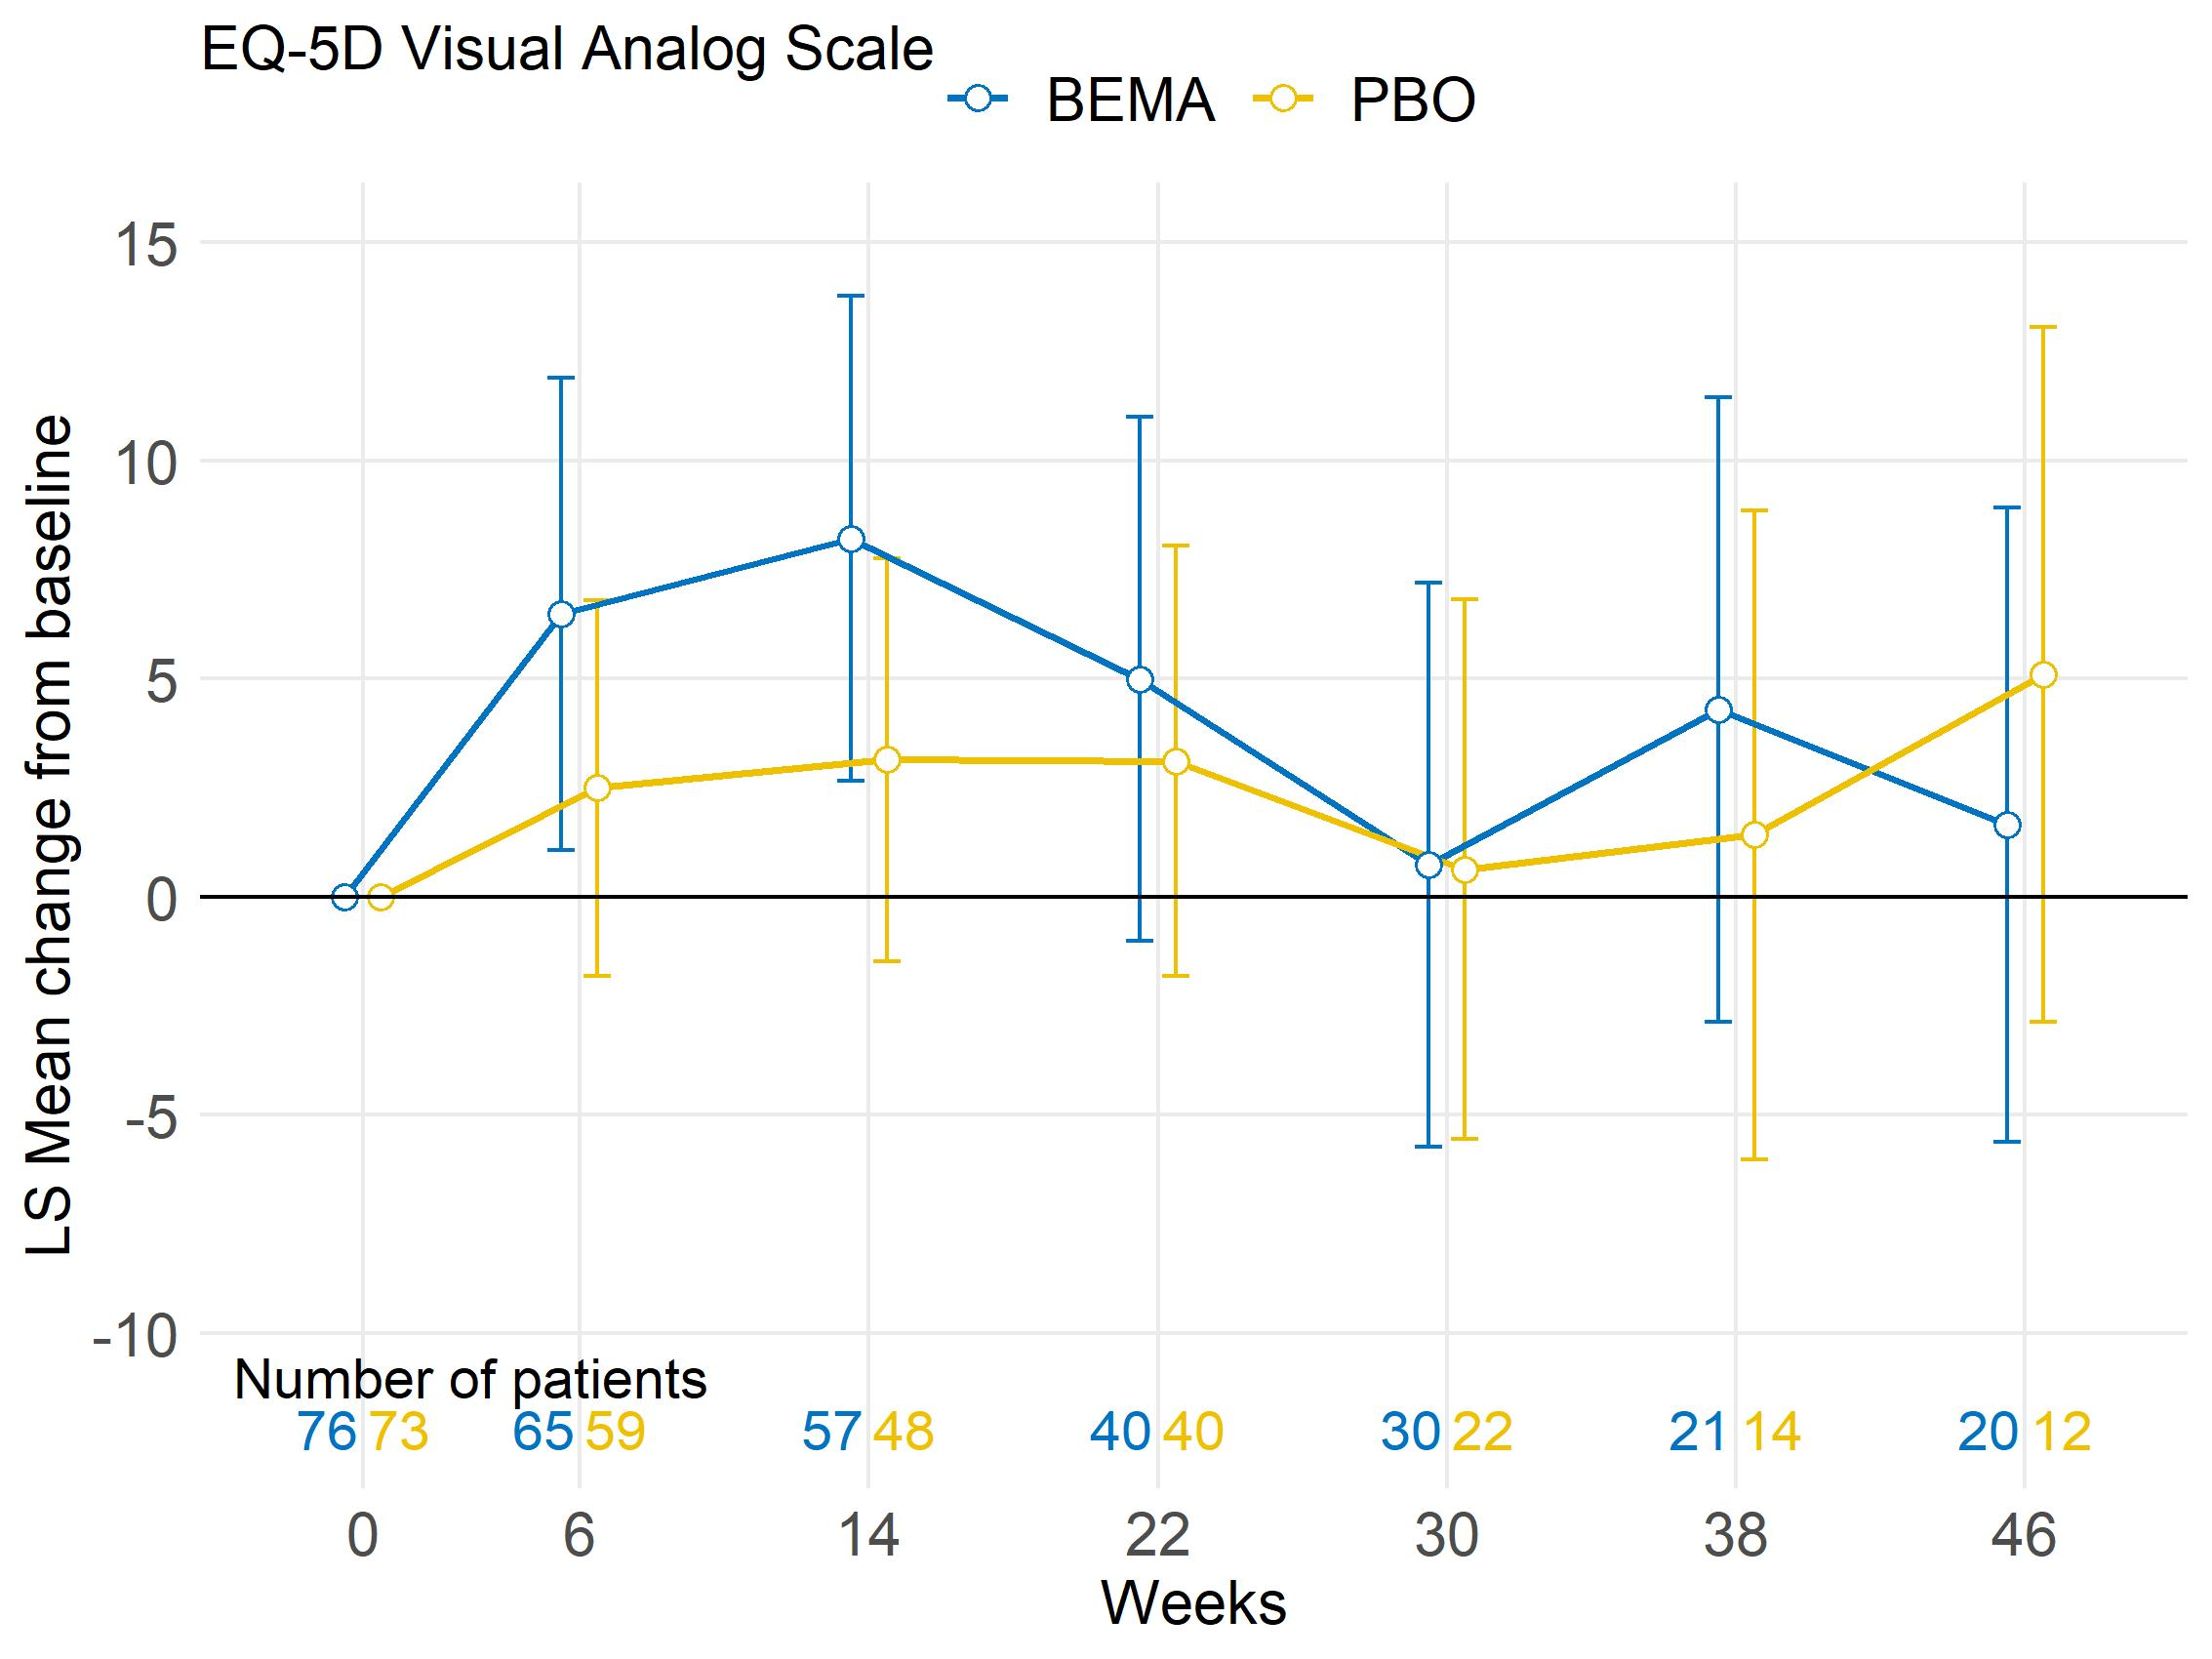 EQ-5D Visual Analog Scale
BEMA PBO
15
10
5
0
-5
-10
LS Mean change from baseline
Number of patients
76 73 65 59 57 48 40 40 30 22 21 14 20 12
0 6 14 22 30 38 46
Weeks